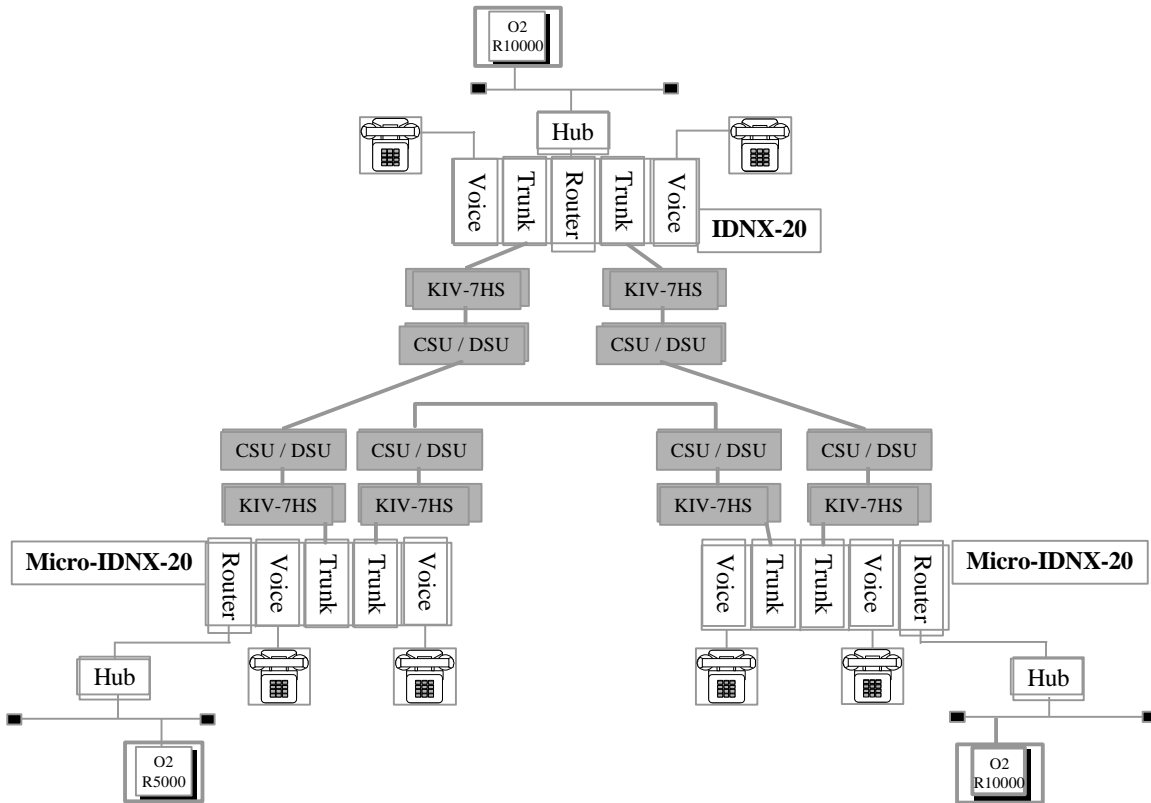 O2
R10000
Hub
Voice
Trunk
Router
Trunk
Voice
IDNX-20
KIV-7HS
KIV-7HS
CSU / DSU
CSU / DSU
CSU / DSU
CSU / DSU
CSU / DSU
CSU / DSU
KIV-7HS
KIV-7HS
KIV-7HS
KIV-7HS
Micro-IDNX-20
Router
Voice
Trunk
Trunk
Voice
Voice
Trunk
Trunk
Voice
Router
Micro-IDNX-20
Hub
Hub
O2
R5000
O2
R10000